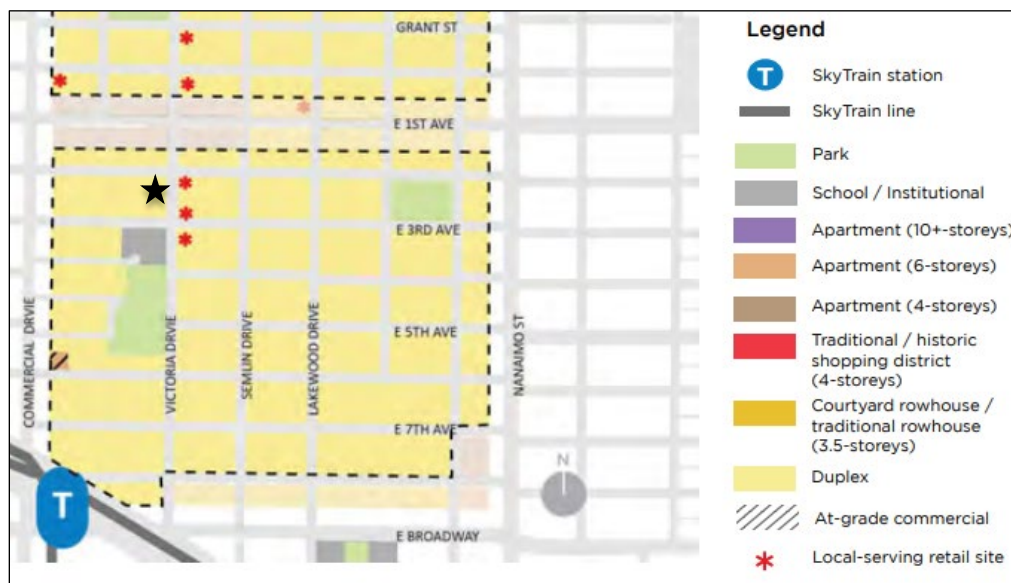 GRANT ST
E 1ST AVE
E 3RD AVE
E 5TH AVE
E 7TH AVE
E BROADWAY
COMMERCIAL DRVIE
VICTORIA DRVIE
SEMLIN DRIVE
LAKEWOOD DRIVE
NANAIMO ST
N
T
Legend
T SkyTrain station
SkyTrain line
Park
School / Institutional
Apartment (10+-storeys)
Apartment (6-storeys)
Apartment (4-storeys)
Traditional / historic
shopping district
(4-storeys)
Courtyard rowhouse /
traditional rowhouse
(3.5-storeys)
Duplex
At-grade commercial
Local-serving retail site